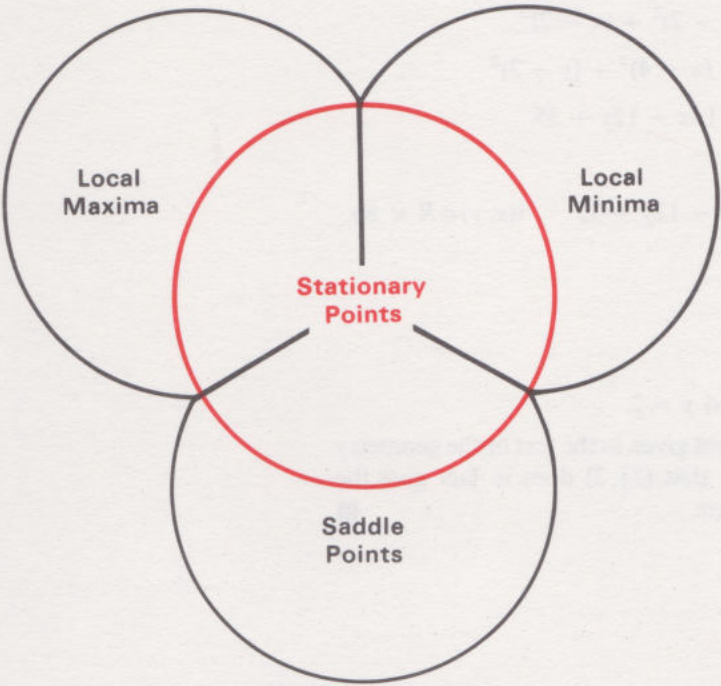 Local
Maxima
Local
Minima
Stationary
Points
Saddle
Points